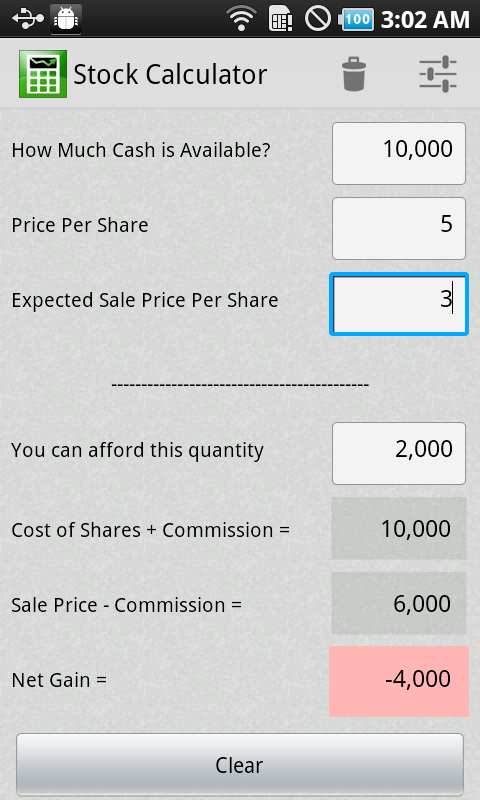 100 3:02 AM
Stock Calculator
How Much Cash is Available? 10,000
Price Per Share 5
Expected Sale Price Per Share 3
-------------------------------------------
You can afford this quantity 2,000
Cost of Shares + Commission = 10,000
Sale Price - Commission = 6,000
Net Gain = -4,000
Clear